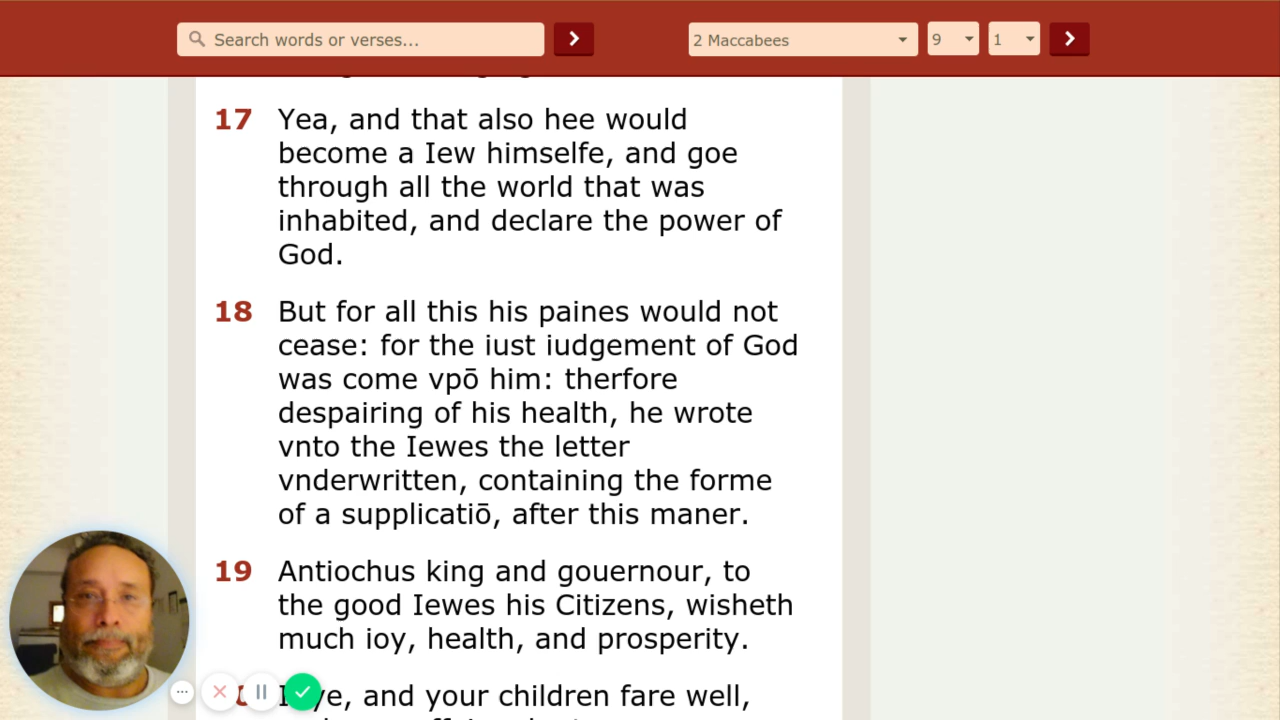 Search words or verses...
2 Maccabees
9
1
17 Yea, and that also hee would
become a Iew himselfe, and goe
through all the world that was
inhabited, and declare the power of
God.
18 But for all this his paines would not
cease: for the iust iudgement of God
was come vpō him: therfore
despairing of his health, he wrote
vnto the Iewes the letter
vnderwritten, containing the forme
of a supplicatiō, after this maner.
19 Antiochus king and gouernour, to
the good Iewes his Citizens, wisheth
much ioy, health, and prosperity.
ye, and your children fare well,